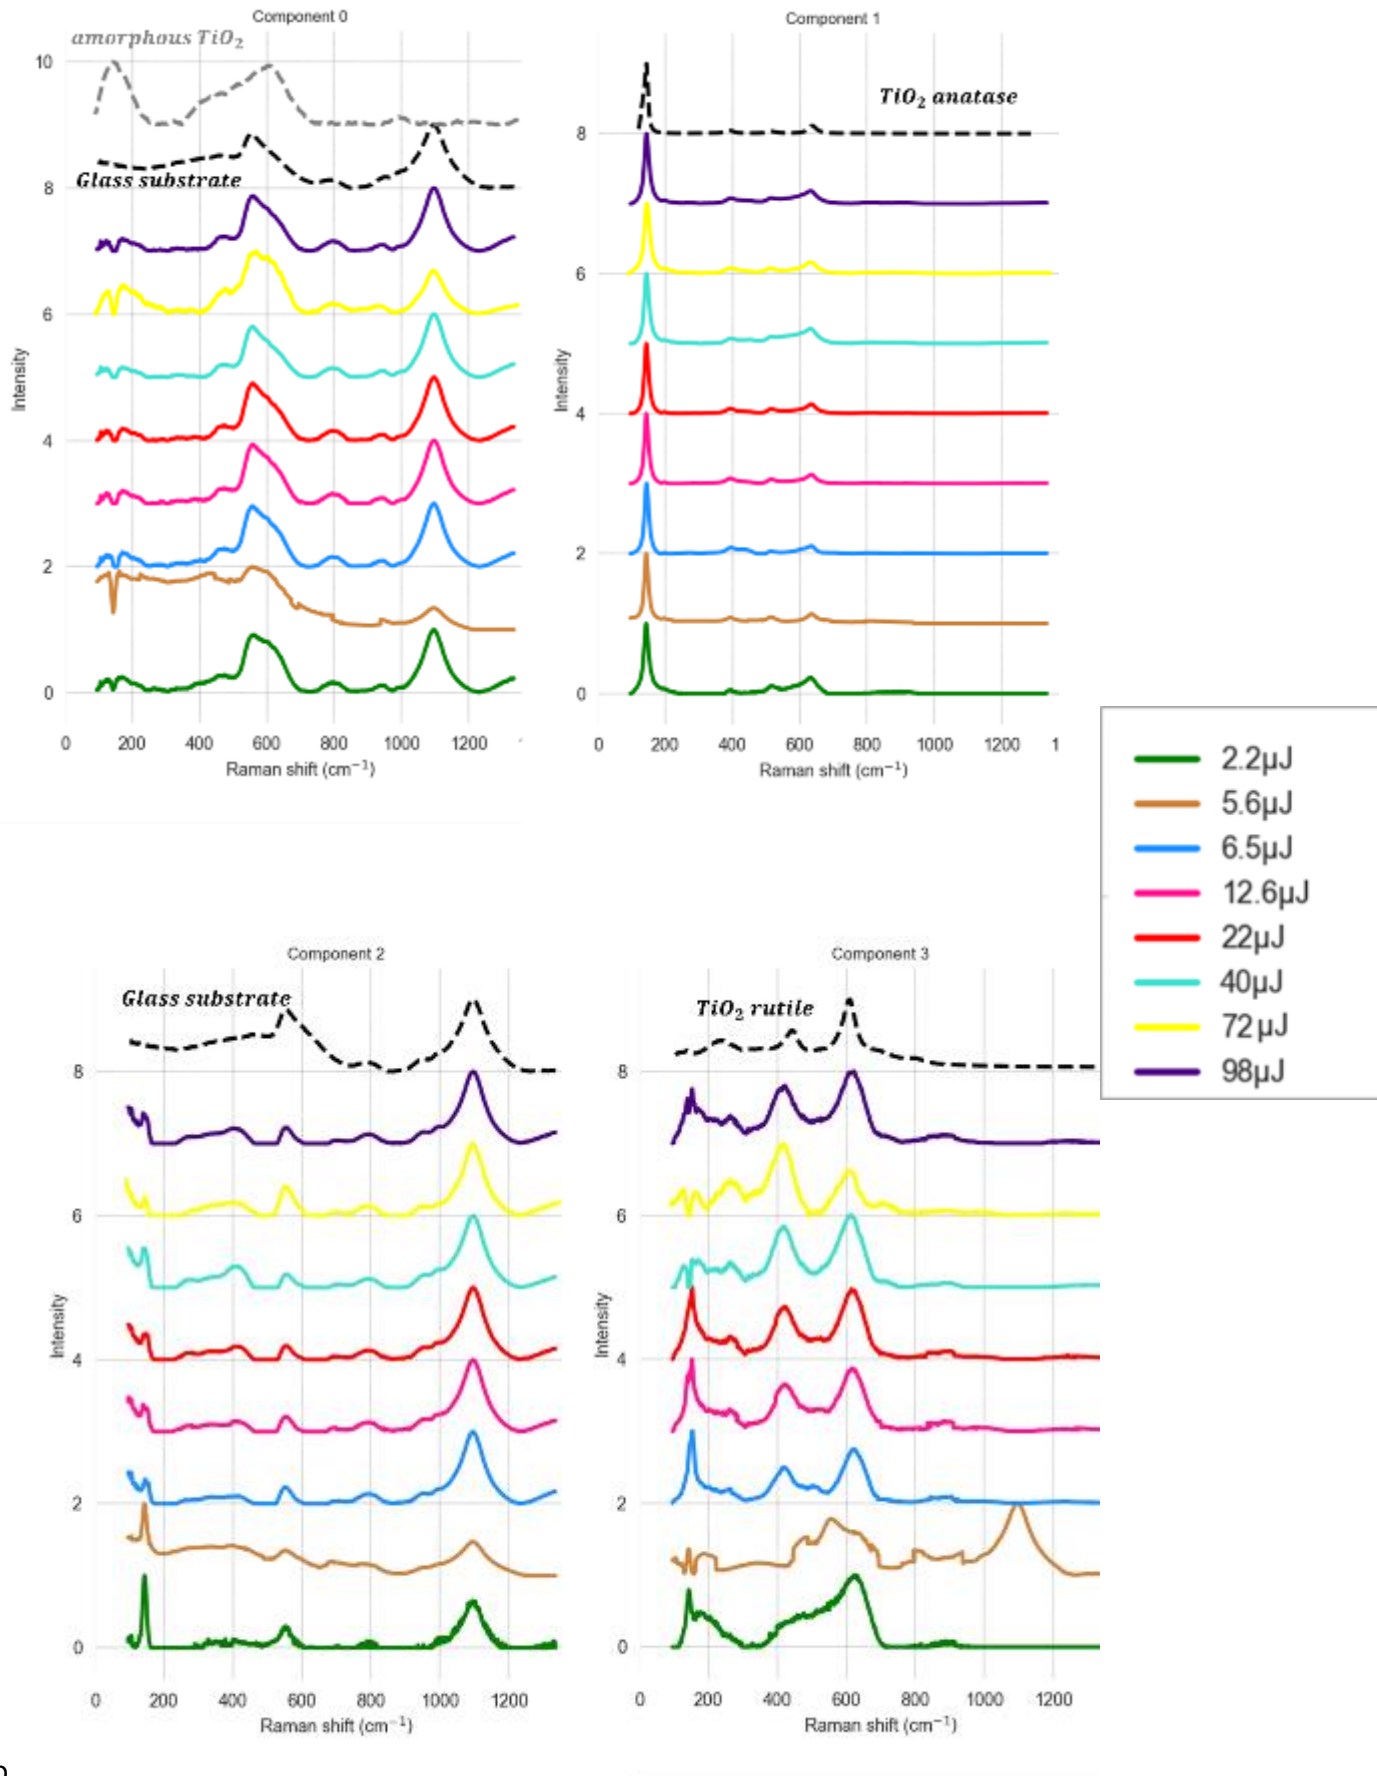 Component 0
amorphous TiO₂
10
Glass substrate
8
6
4
2
0
Intensity
0 200 400 600 800 1000 1200
Raman shift (cm⁻¹)
Component 1
TiO₂ anatase
8
6
4
2
0
Intensity
0 200 400 600 800 1000 1200 1
Raman shift (cm⁻¹)
2.2µJ
5.6µJ
6.5µJ
12.6µJ
22µJ
40µJ
72µJ
98µJ
Component 2
Glass substrate
8
6
4
2
0
Intensity
0 200 400 600 800 1000 1200
Raman shift (cm⁻¹)
Component 3
TiO₂ rutile
8
6
4
2
0
Intensity
0 200 400 600 800 1000 1200
Raman shift (cm⁻¹)